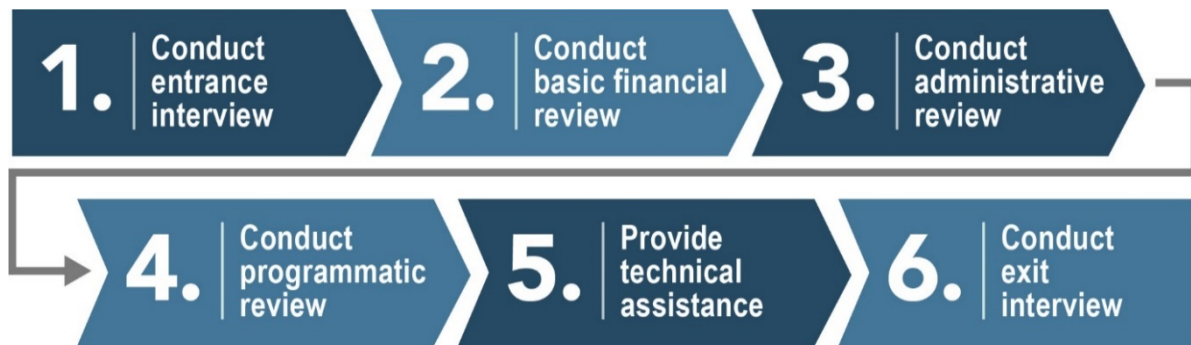 1. Conduct
entrance
interview
2. Conduct
basic financial
review
3. Conduct
administrative
review
4. Conduct
programmatic
review
5. Provide
technical
assistance
6. Conduct
exit
interview